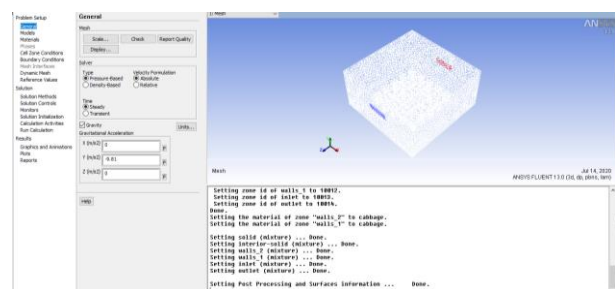 Problem Setup
General
Models
Materials
Phases
Cell Zone Conditions
Boundary Conditions
Mesh Interfaces
Dynamic Mesh
Reference Values
Solution
Solution Methods
Solution Controls
Monitors
Solution Initialization
Calculation Activities
Run Calculation
Results
Graphics and Animations
Plots
Reports
General
Mesh
Scale... Check Report Quality
Display...
Solver
Type Velocity Formulation
Pressure-Based Absolute
Density-Based Relative
Time
Steady
Transient
Gravity Units...
Gravitational Acceleration
X (m/s2) 0
Y (m/s2) -9.81
Z (m/s2) 0
Help
1: Mesh
AN
Mesh
Jul 14, 2020
ANSYS FLUENT 13.0 (3d, dp, pbns, lam)
Setting zone id of walls_1 to 10012.
Setting zone id of inlet to 10013.
Setting zone id of outlet to 10014.
Done.
Setting the material of zone "walls_2" to cabbage.
Setting the material of zone "walls_1" to cabbage.
Setting solid (mixture) ... Done.
Setting interior-solid (mixture) ... Done.
Setting walls_2 (mixture) ... Done.
Setting walls_1 (mixture) ... Done.
Setting inlet (mixture) ... Done.
Setting outlet (mixture) ... Done.
Setting Post Processing and Surfaces information ... Done.